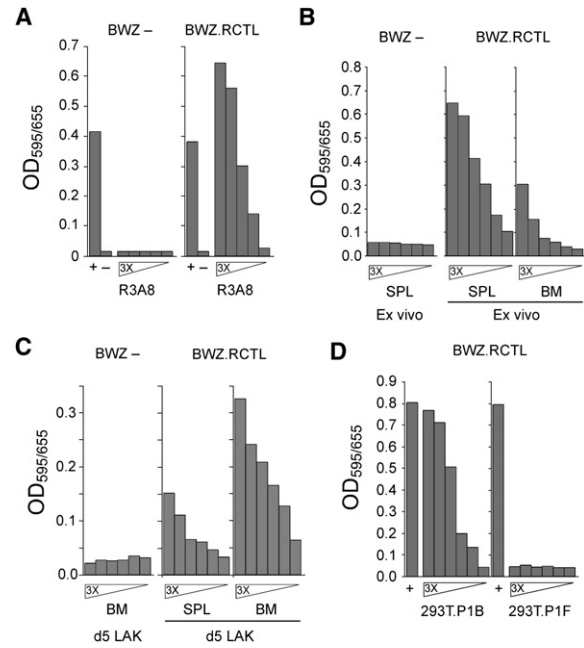 A
BWZ – BWZ.RCTL
OD595/655
0.7
0.6
0.5
0.4
0.3
0.2
0.1
0
+ – 3X + – 3X
R3A8 R3A8
B
BWZ – BWZ.RCTL
OD595/655
0.8
0.7
0.6
0.5
0.4
0.3
0.2
0.1
0.0
3X 3X 3X
SPL SPL BM
Ex vivo Ex vivo
C
BWZ – BWZ.RCTL
OD595/655
0.3
0.2
0.1
0.0
3X 3X 3X
BM SPL BM
d5 LAK d5 LAK
D
BWZ.RCTL
OD595/655
0.9
0.8
0.7
0.6
0.5
0.4
0.3
0.2
0.1
0.0
+ 3X + 3X
293T.P1B 293T.P1F